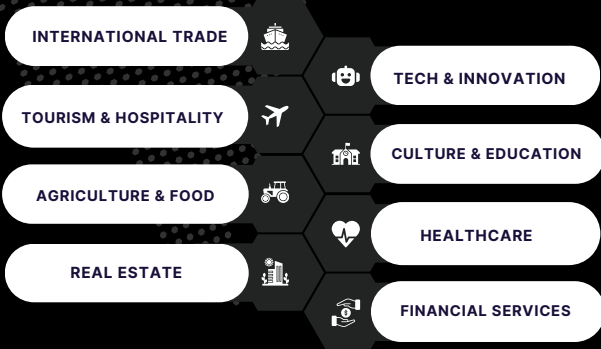 INTERNATIONAL TRADE
TECH & INNOVATION
TOURISM & HOSPITALITY
CULTURE & EDUCATION
AGRICULTURE & FOOD
HEALTHCARE
REAL ESTATE
FINANCIAL SERVICES